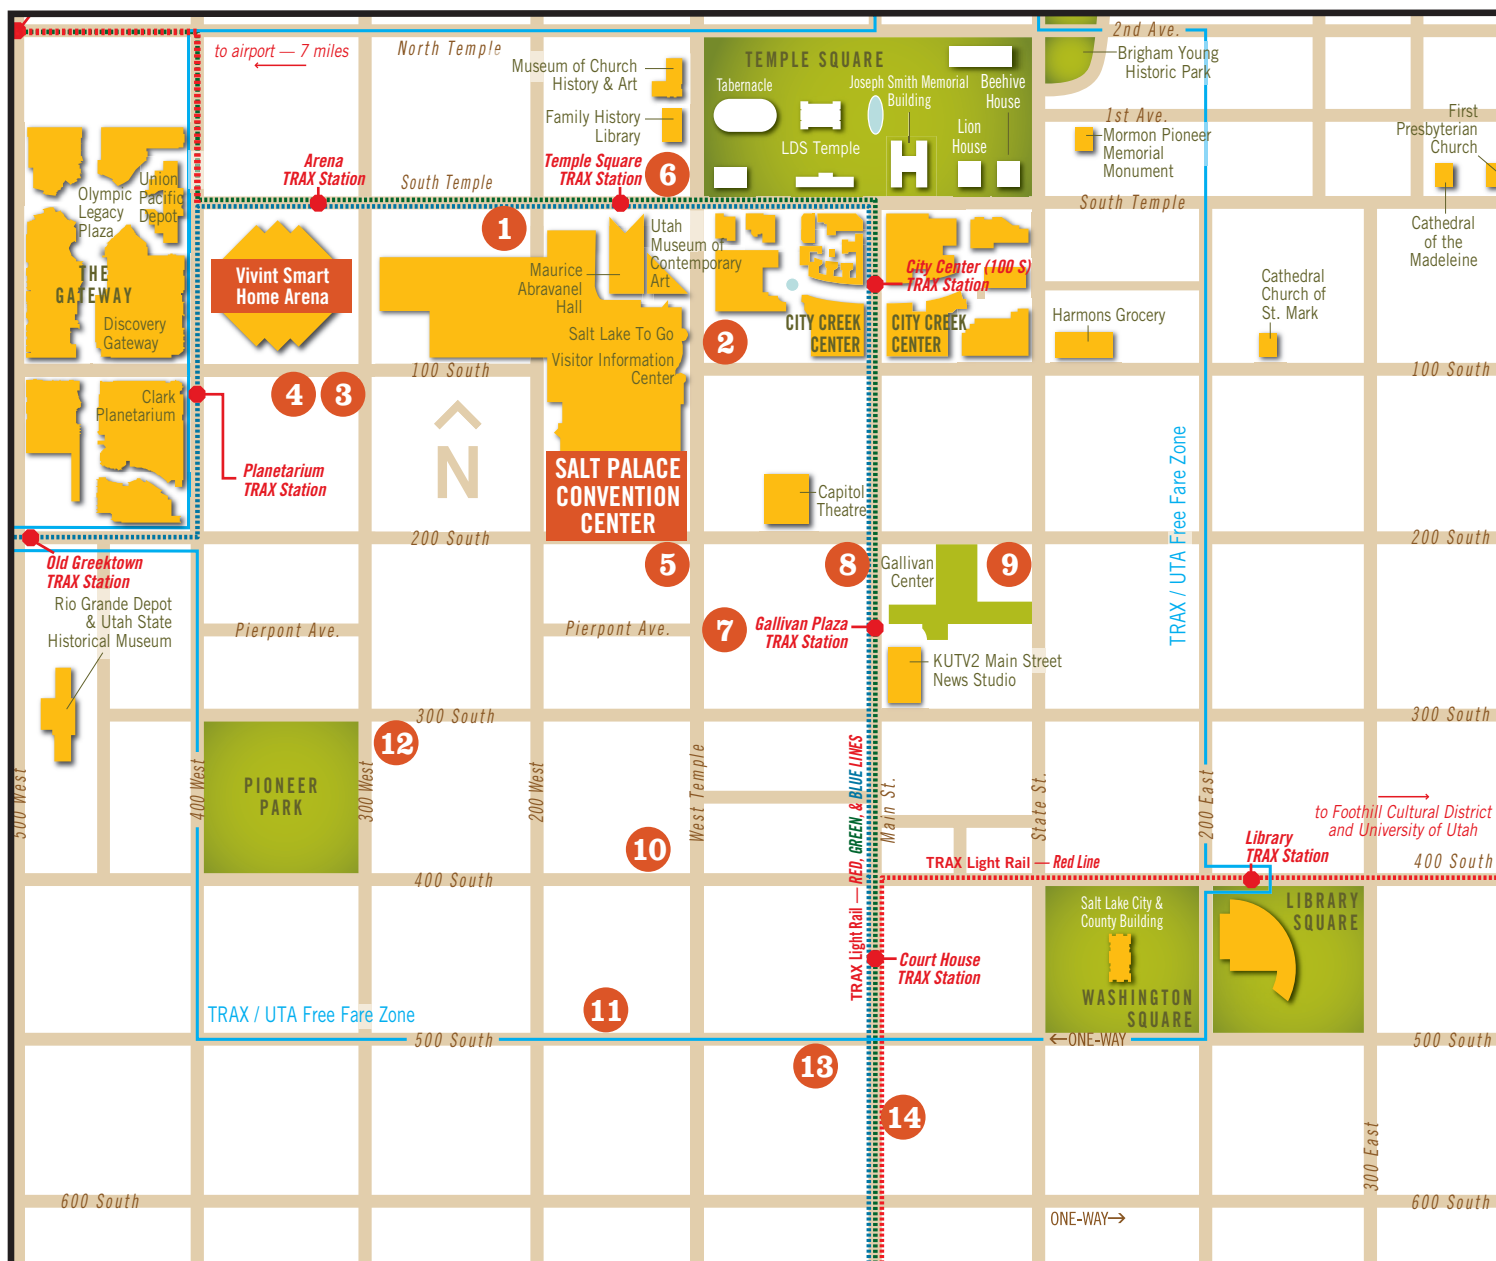 2nd Ave.
to airport — 7 miles
North Temple
Museum of Church
History & Art
Family History
Library
TEMPLE SQUARE
Tabernacle
LDS Temple
Joseph Smith Memorial
Building
Beehive
House
Lion
House
Brigham Young
Historic Park
1st Ave.
Mormon Pioneer
Memorial
Monument
First
Presbyterian
Church
Cathedral
of the
Madeleine
Arena
TRAX Station
Temple Square
TRAX Station
6
South Temple
South Temple
1
Union
Pacific
Depot
Olympic
Legacy
Plaza
THE
GATEWAY
Discovery
Gateway
Vivint Smart
Home Arena
Maurice
Abravanel
Hall
Utah
Museum of
Contemporary
Art
City Center (100 S)
TRAX Station
CITY CREEK
CENTER
CITY CREEK
CENTER
Harmons Grocery
Cathedral
Church of
St. Mark
Salt Lake To Go
Visitor Information
Center
2
100 South
100 South
4
3
Clark
Planetarium
Planetarium
TRAX Station
N
SALT PALACE
CONVENTION
CENTER
Capitol
Theatre
TRAX / UTA Free Fare Zone
200 South
200 South
Old Greektown
TRAX Station
5
8
Gallivan
Center
9
Rio Grande Depot
& Utah State
Historical Museum
Pierpont Ave.
Pierpont Ave.
7
Gallivan Plaza
TRAX Station
KUTV2 Main Street
News Studio
300 South
300 South
12
PIONEER
PARK
500 West
400 West
300 West
200 West
West Temple
TRAX Light Rail — RED, GREEN, & BLUE LINES
Main St.
State St.
200 East
to Foothill Cultural District
and University of Utah
10
Library
TRAX Station
TRAX Light Rail — Red Line
400 South
400 South
Salt Lake City &
County Building
WASHINGTON
SQUARE
LIBRARY
SQUARE
Court House
TRAX Station
11
TRAX / UTA Free Fare Zone
500 South
←ONE-WAY
500 South
13
14
300 East
600 South
600 South
ONE-WAY→